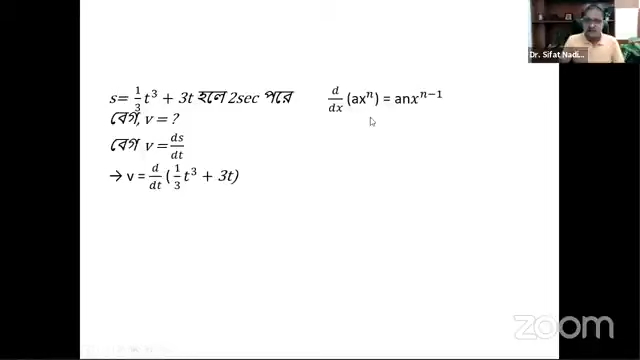 Dr. Sifat Nadi...
s= 1/3 t³ + 3t হলে 2sec পরে
বেগ, v = ?
বেগ v = ds/dt
→ v = d/dt (1/3 t³ + 3t)
d/dx (axⁿ) = anxⁿ⁻¹
zoom